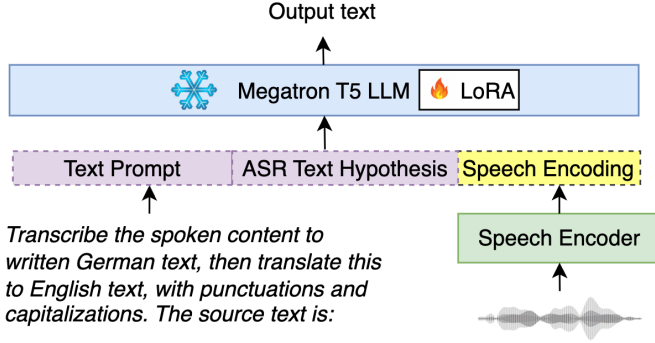 Output text
Megatron T5 LLM LoRA
Text Prompt ASR Text Hypothesis Speech Encoding
Transcribe the spoken content to
written German text, then translate this
to English text, with punctuations and
capitalizations. The source text is:
Speech Encoder